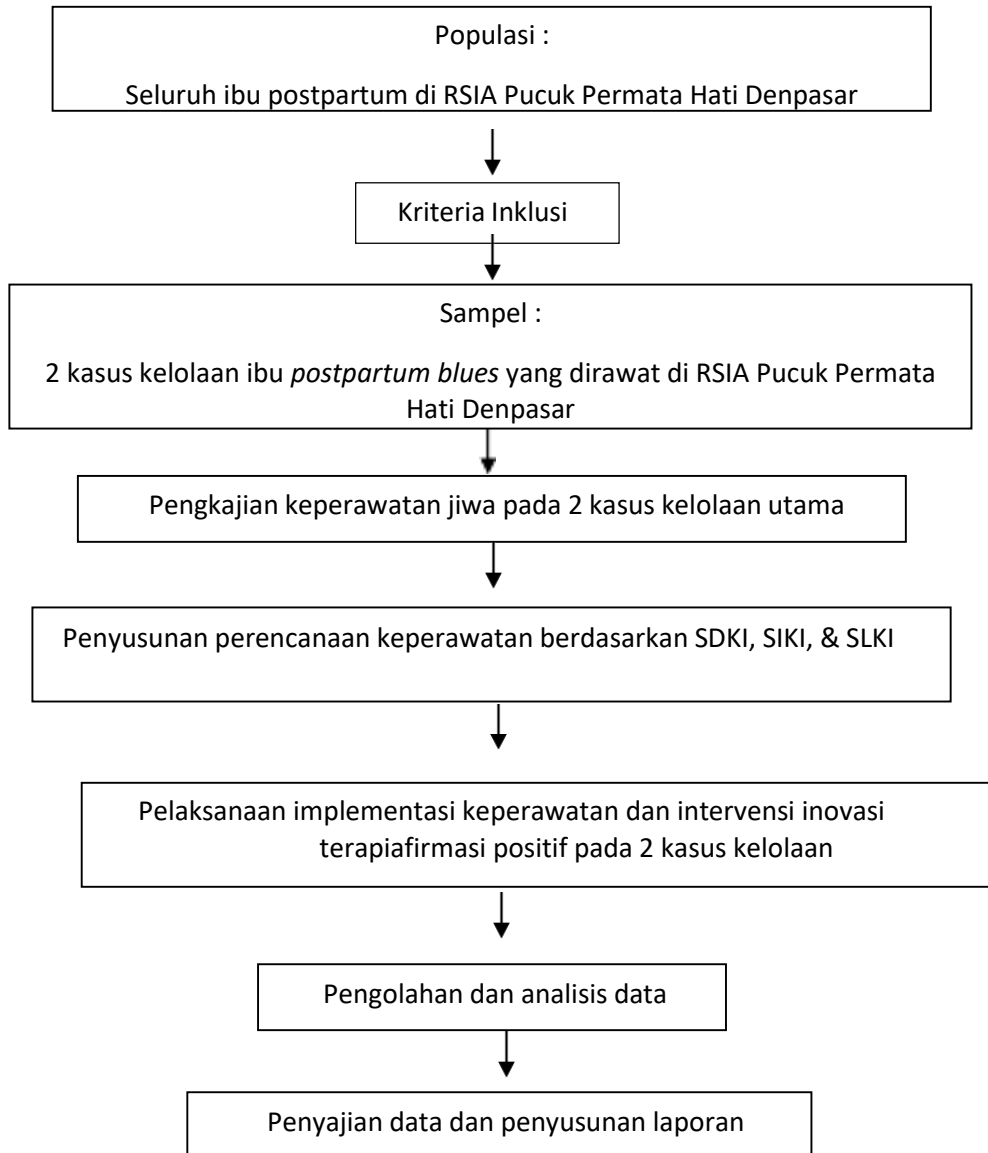 Populasi :
Seluruh ibu postpartum di RSIA Pucuk Permata Hati Denpasar
Kriteria Inklusi
Sampel :
2 kasus kelolaan ibu postpartum blues yang dirawat di RSIA Pucuk Permata
Hati Denpasar
Pengkajian keperawatan jiwa pada 2 kasus kelolaan utama
Penyusunan perencanaan keperawatan berdasarkan SDKI, SIKI, & SLKI
Pelaksanaan implementasi keperawatan dan intervensi inovasi
terapiafirmasi positif pada 2 kasus kelolaan
Pengolahan dan analisis data
Penyajian data dan penyusunan laporan